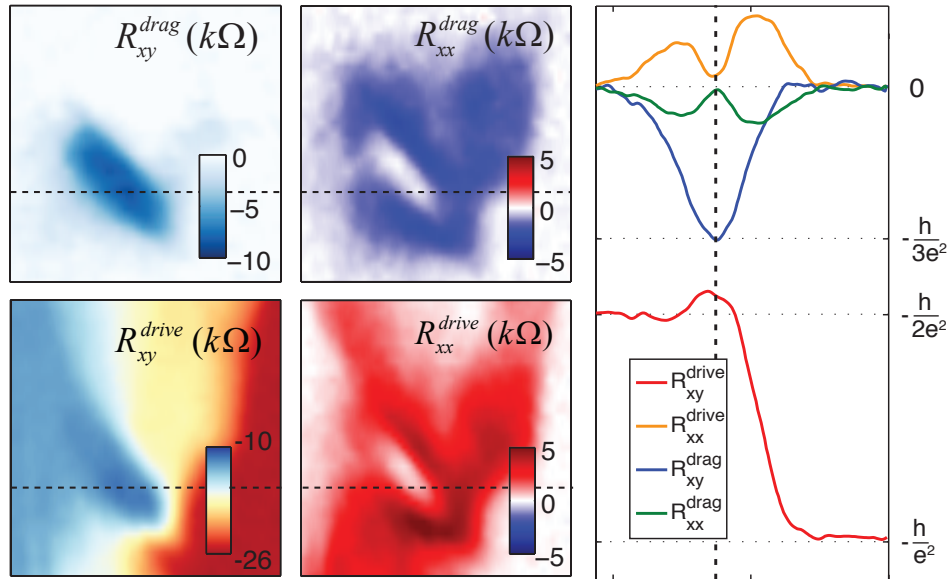 R_xy^drag (kΩ)
0
−5
−10
R_xx^drag (kΩ)
5
0
−5
R_xy^drive (kΩ)
-10
-26
R_xx^drive (kΩ)
5
0
−5
0
- h/3e²
- h/2e²
- h/e²
R_xy^drive
R_xx^drive
R_xy^drag
R_xx^drag